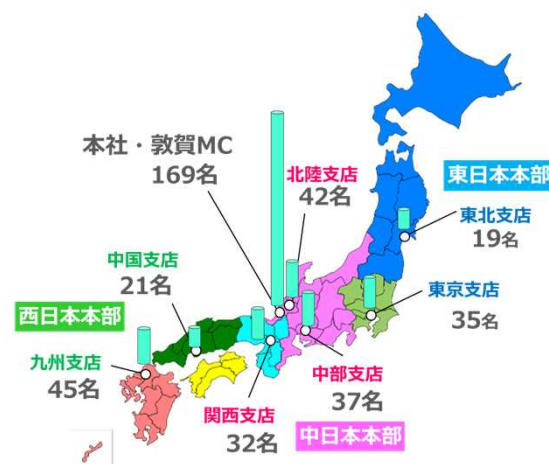 本社・敦賀MC
169名
北陸支店
42名
東日本本部
東北支店
19名
中国支店
21名
東京支店
35名
西日本本部
九州支店
45名
中部支店
37名
関西支店
32名
中日本本部